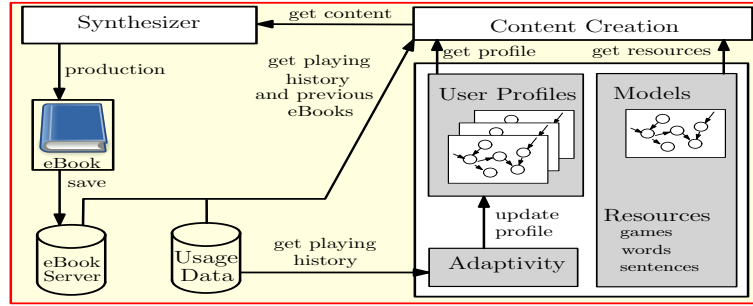 Synthesizer
get content
Content Creation
production
get playing
history
and previous
eBooks
get profile
get resources
User Profiles
Models
eBook
save
eBook
Server
Usage
Data
get playing
history
update
profile
Adaptivity
Resources
games
words
sentences